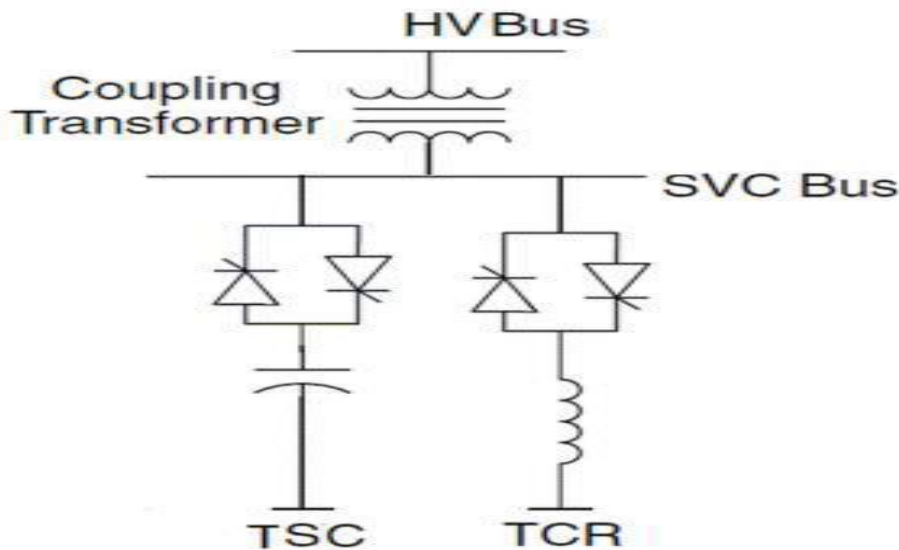 HV Bus
Coupling
Transformer
SVC Bus
TSC
TCR